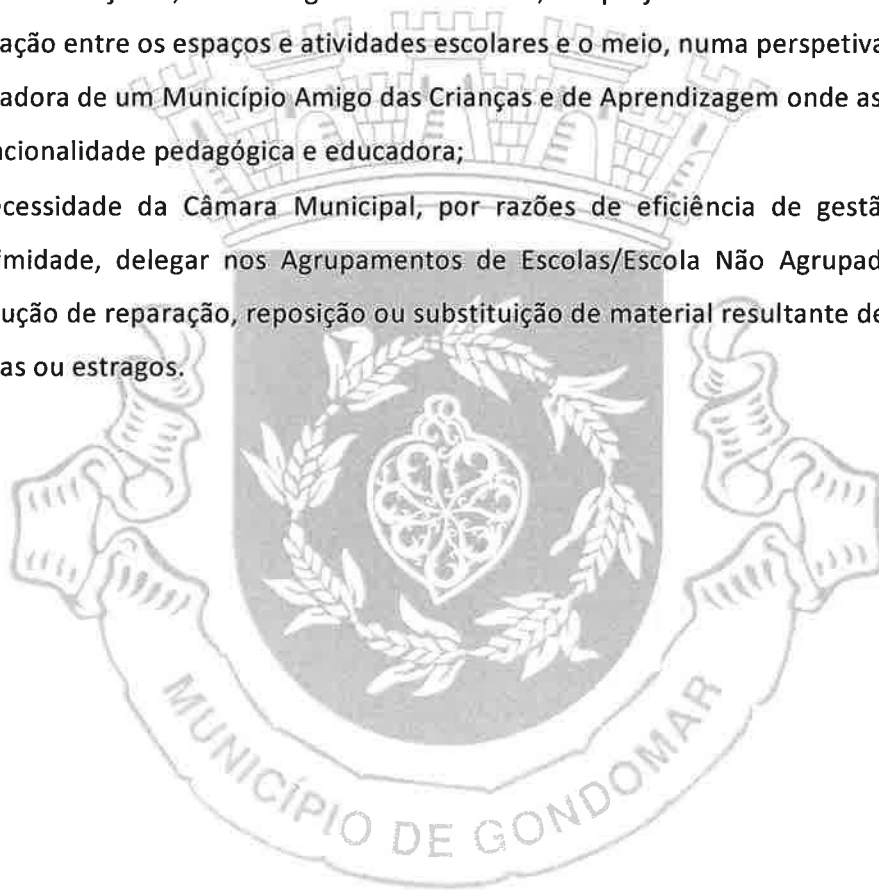 ação entre os espaços e atividades escolares e o meio, numa perspetiva
adora de um Município Amigo das Crianças e de Aprendizagem onde as
acionalidade pedagógica e educadora;
cessidade da Câmara Municipal, por razões de eficiência de gestã
imidade, delegar nos Agrupamentos de Escolas/Escola Não Agrupad
ução de reparação, reposição ou substituição de material resultante de
as ou estragos.
MUNICÍPIO DE GONDOMAR